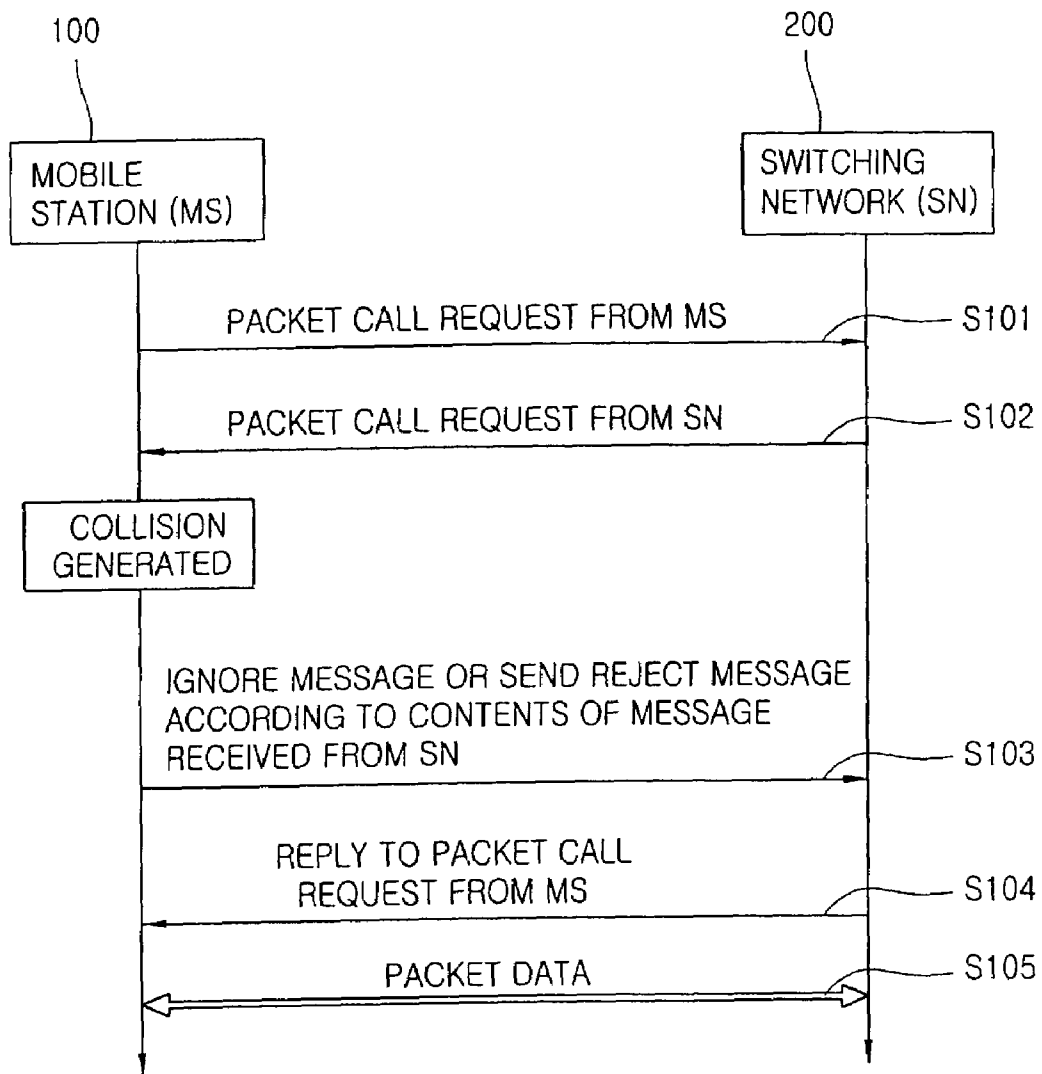 100
200
MOBILE
STATION (MS)
SWITCHING
NETWORK (SN)
PACKET CALL REQUEST FROM MS
S101
PACKET CALL REQUEST FROM SN
S102
COLLISION
GENERATED
IGNORE MESSAGE OR SEND REJECT MESSAGE
ACCORDING TO CONTENTS OF MESSAGE
RECEIVED FROM SN
S103
REPLY TO PACKET CALL
REQUEST FROM MS
S104
PACKET DATA
S105